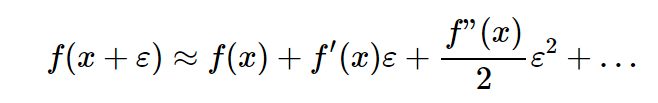 f(x + ε) ≈ f(x) + f′(x)ε + f”(x)/2 ε² + …